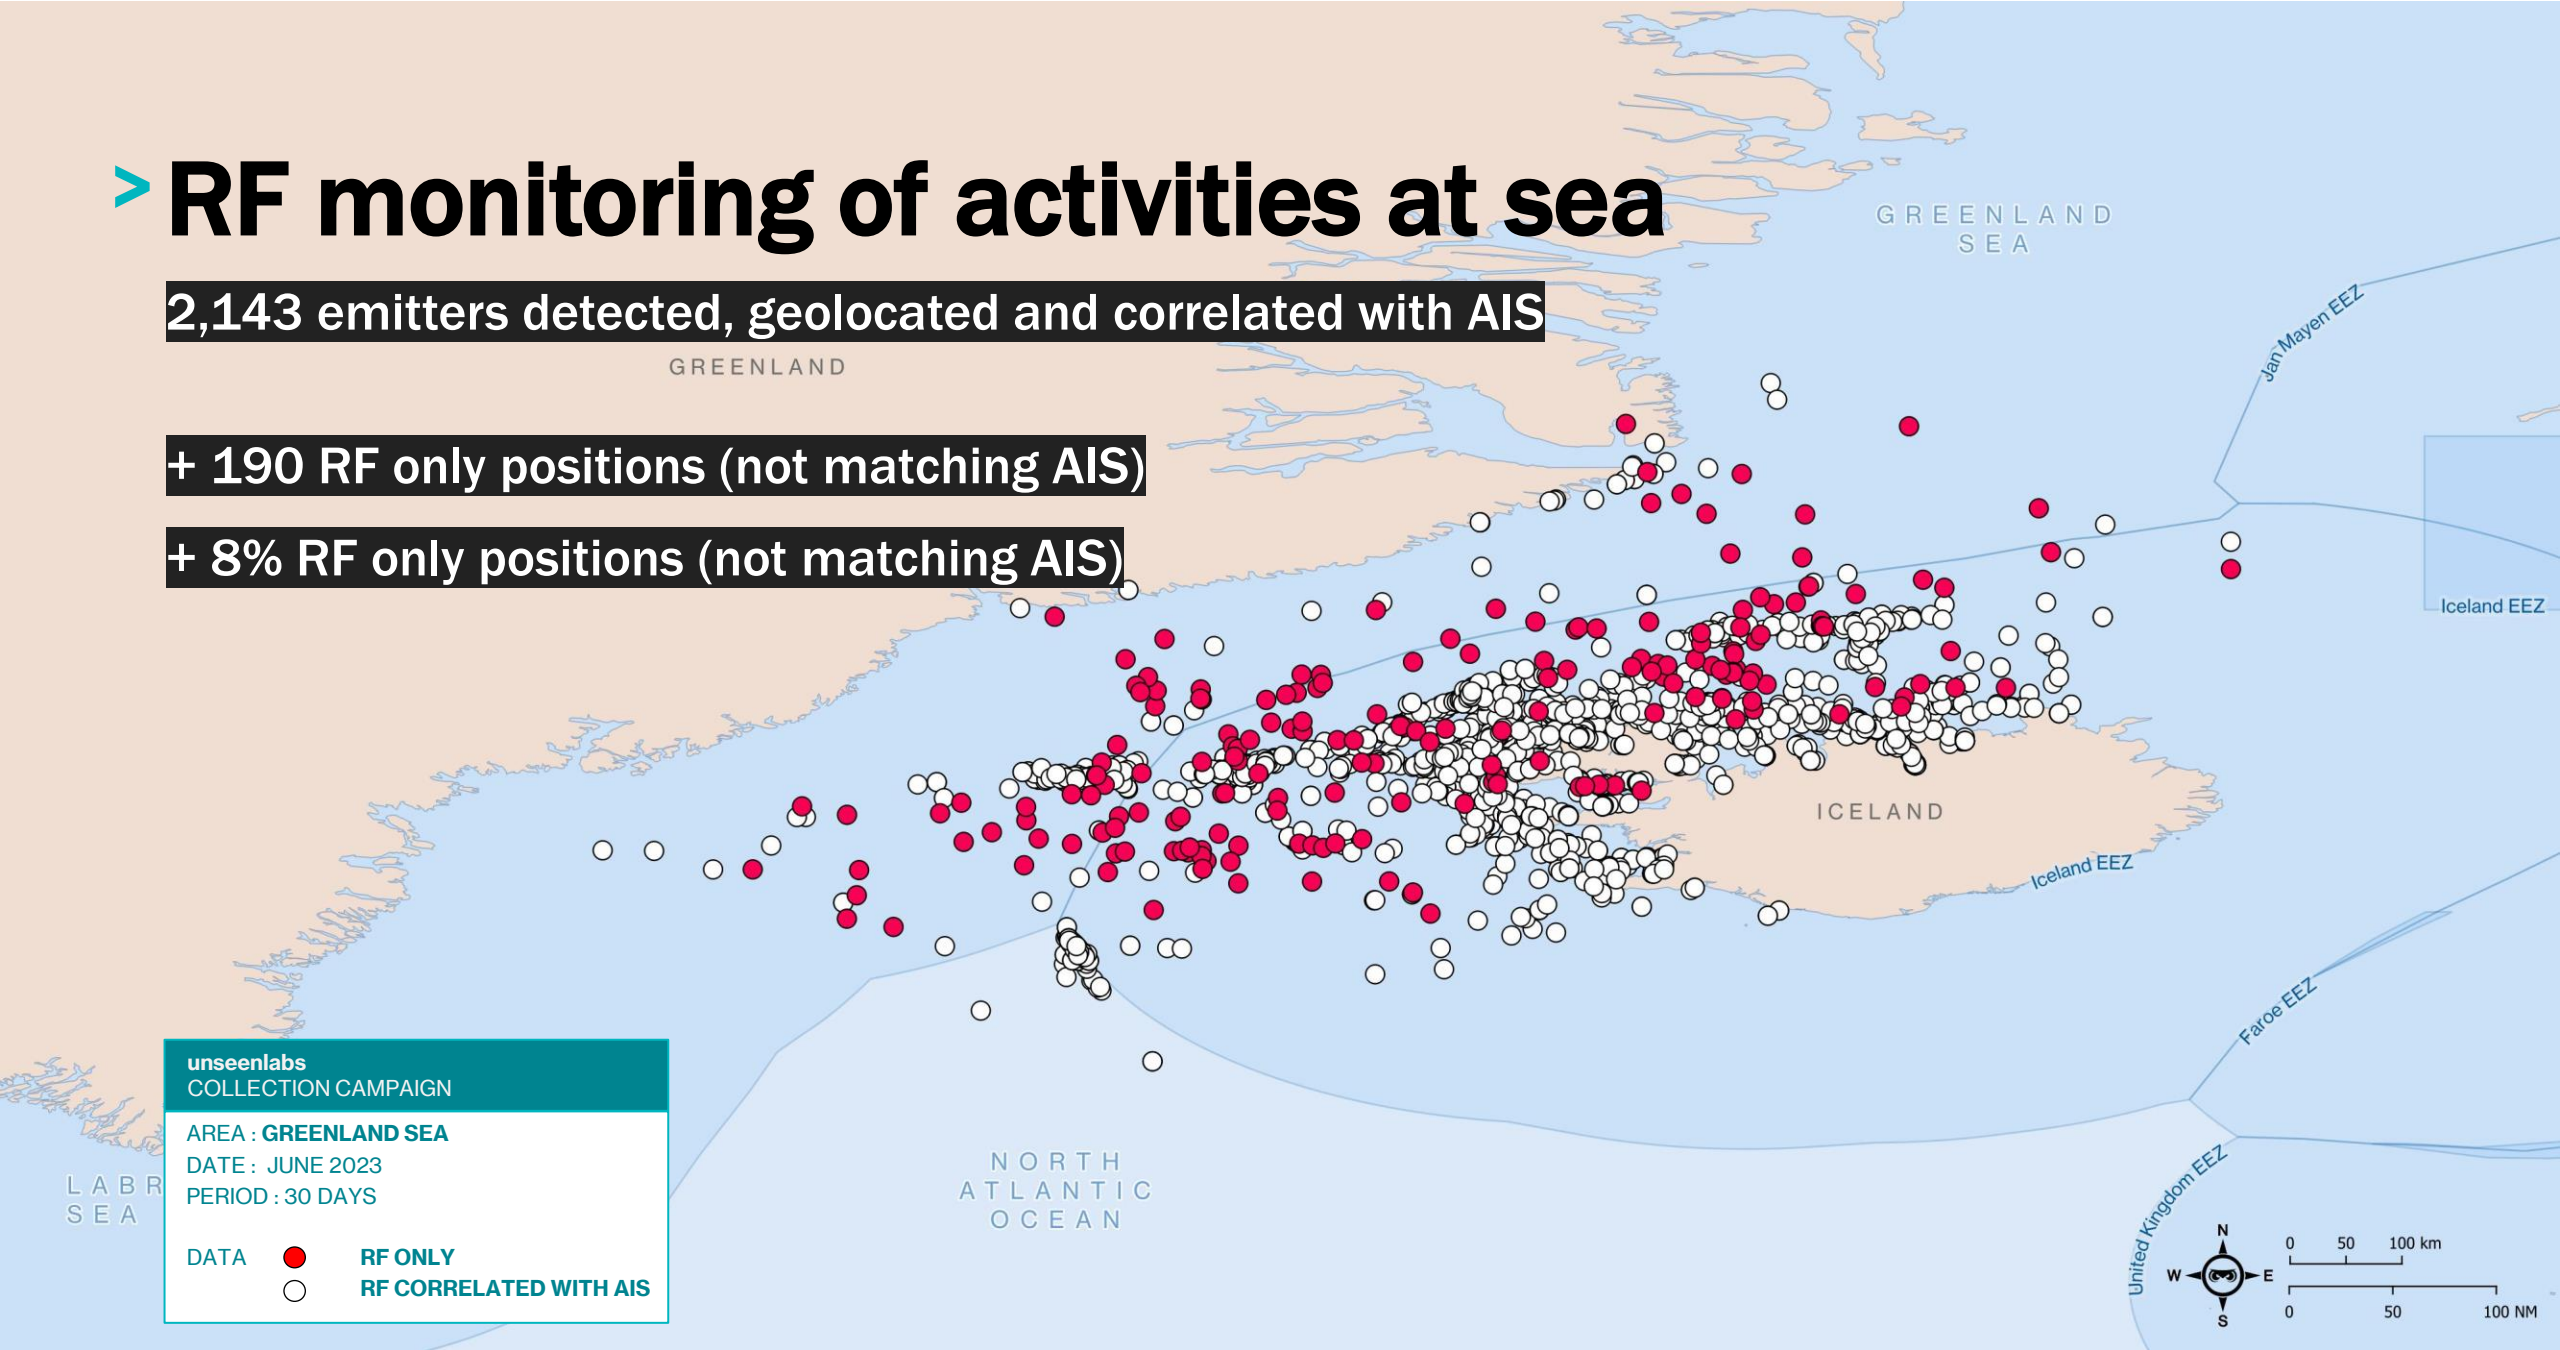 > RF monitoring of activities at sea
2,143 emitters detected, geolocated and correlated with AIS
+ 190 RF only positions (not matching AIS)
+ 8% RF only positions (not matching AIS)
GREENLAND
GREENLAND
SEA
Jan Mayen EEZ
Iceland EEZ
ICELAND
Iceland EEZ
Faroe EEZ
United Kingdom EEZ
NORTH
ATLANTIC
OCEAN
LABR
SEA
unseenlabs
COLLECTION CAMPAIGN
AREA : GREENLAND SEA
DATE : JUNE 2023
PERIOD : 30 DAYS
DATA RF ONLY
RF CORRELATED WITH AIS
N
W E
S
0 50 100 km
0 50 100 NM